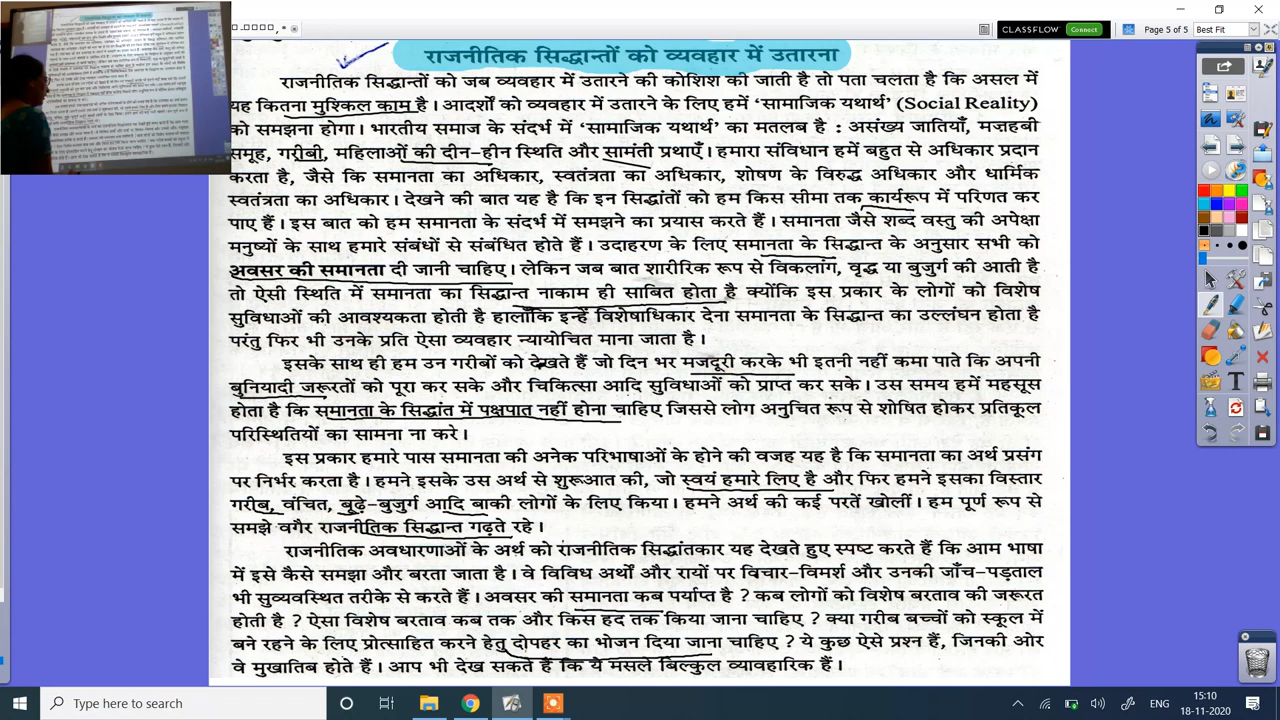 CLASSFLOW Connect
Page 5 of 5
Best Fit
राजनीतिक सिद्धान्तों को व्यवहार में
राजनीतिक सिद्धान्तों को व्यवहार में उतारने की कोशिश की जाती है तो पता चलता है कि असल में
यह कितना मुश्किल काम है। आदर्शों को व्यवहार में उतारने के लिए हमें 'सामाजिक यथार्थ' (Social Reality)
को समझना होगा। भारतीय समाज के संदर्भ में 'सामाजिक यथार्थ' का मतलब है असंख्य जातियाँ, मजहबी
समूह, गरीबी, महिलाओं की दीन-हीन स्थिति और सामंती प्रथाएँ। हमारे संविधान में बहुत से अधिकार प्रदान
करता है, जैसे कि समानता का अधिकार, स्वतंत्रता का अधिकार, शोषण के विरुद्ध अधिकार और धार्मिक
स्वतंत्रता का अधिकार। देखने की बात यह है कि इन सिद्धांतों को हम किस सीमा तक कार्यरूप में परिणत कर
पाए हैं। इस बात को हम समानता के संदर्भ में समझने का प्रयास करते हैं। समानता जैसे शब्द वस्तु की अपेक्षा
मनुष्यों के साथ हमारे संबंधों से संबंधित होते हैं। उदाहरण के लिए समानता के सिद्धान्त के अनुसार सभी को
अवसर की समानता दी जानी चाहिए। लेकिन जब बात शारीरिक रूप से विकलांग, वृद्ध या बुजुर्ग की आती है
तो ऐसी स्थिति में समानता का सिद्धान्त नाकाम ही साबित होता है क्योंकि इस प्रकार के लोगों को विशेष
सुविधाओं की आवश्यकता होती है हालाँकि इन्हें विशेषाधिकार देना समानता के सिद्धान्त का उल्लंघन होता है
परंतु फिर भी उनके प्रति ऐसा व्यवहार न्यायोचित माना जाता है।
इसके साथ ही हम उन गरीबों को देखते हैं जो दिन भर मजदूरी करके भी इतनी नहीं कमा पाते कि अपनी
बुनियादी जरूरतों को पूरा कर सके और चिकित्सा आदि सुविधाओं को प्राप्त कर सके। उस समय हमें महसूस
होता है कि समानता के सिद्धांत में पक्षपात नहीं होना चाहिए जिससे लोग अनुचित रूप से शोषित होकर प्रतिकूल
परिस्थितियों का सामना ना करे।
इस प्रकार हमारे पास समानता की अनेक परिभाषाओं के होने की वजह यह है कि समानता का अर्थ प्रसंग
पर निर्भर करता है। हमने इसके उस अर्थ से शुरूआत की, जो स्वयं हमारे लिए है और फिर हमने इसका विस्तार
गरीब, वंचित, बूढ़े-बुजुर्ग आदि बाकी लोगों के लिए किया। हमने अर्थ की कई परतें खोलीं। हम पूर्ण रूप से
समझे वगैर राजनीतिक सिद्धान्त गढ़ते रहे।
राजनीतिक अवधारणाओं के अर्थ को राजनीतिक सिद्धांतकार यह देखते हुए स्पष्ट करते हैं कि आम भाषा
में इसे कैसे समझा और बरता जाता है। वे विविध अर्थों और रायों पर विचार-विमर्श और उनकी जाँच-पड़ताल
भी सुव्यवस्थित तरीके से करते हैं। अवसर की समानता कब पर्याप्त है ? कब लोगों को विशेष बरताव की जरूरत
होती है ? ऐसा विशेष बरताव कब तक और किस हद तक किया जाना चाहिए ? क्या गरीब बच्चों को स्कूल में
बने रहने के लिए प्रोत्साहित करने हेतु दोपहर का भोजन दिया जाना चाहिए ? ये कुछ ऐसे प्रश्न हैं, जिनकी ओर
वे मुखातिब होते हैं। आप भी देख सकते हैं कि ये मसले बिल्कुल व्यावहारिक हैं।
Type here to search
ENG
15:10
18-11-2020